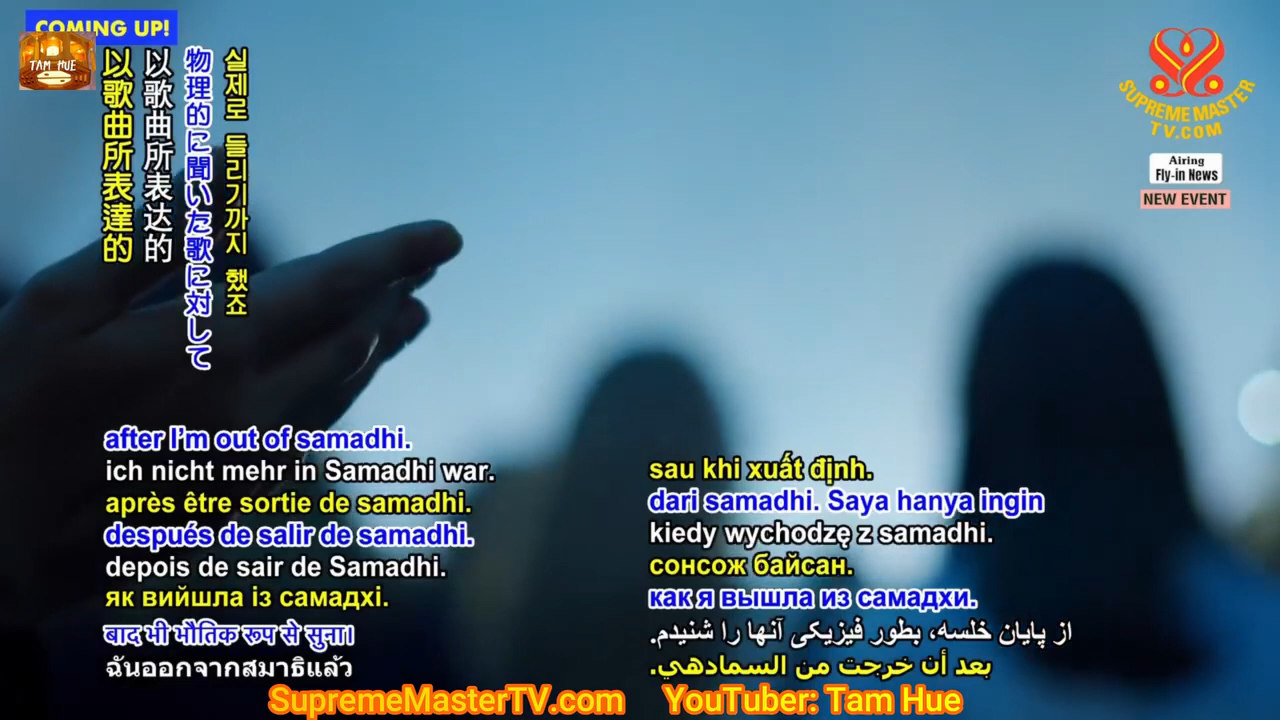 COMING UP!
TAM HUE
以歌曲所表達的
以歌曲所表达的
物理的に聞いた歌に対して
실제로 들리기까지 했죠
SUPREME MASTER
TV.COM
Airing
Fly-in News
NEW EVENT
after I'm out of samadhi.
ich nicht mehr in Samadhi war.
après être sortie de samadhi.
después de salir de samadhi.
depois de sair de Samadhi.
як вийшла із самадхі.
बाद भी भौतिक रूप से सुना।
ฉันออกจากสมาธิแล้ว
sau khi xuất định.
dari samadhi. Saya hanya ingin
kiedy wychodzę z samadhi.
сонсож байсан.
как я вышла из самадхи.
از پایان خلسه، بطور فیزیکی آنها را شنیدم.
بعد أن خرجت من السمادهي.
SupremeMasterTV.com YouTuber: Tam Hue